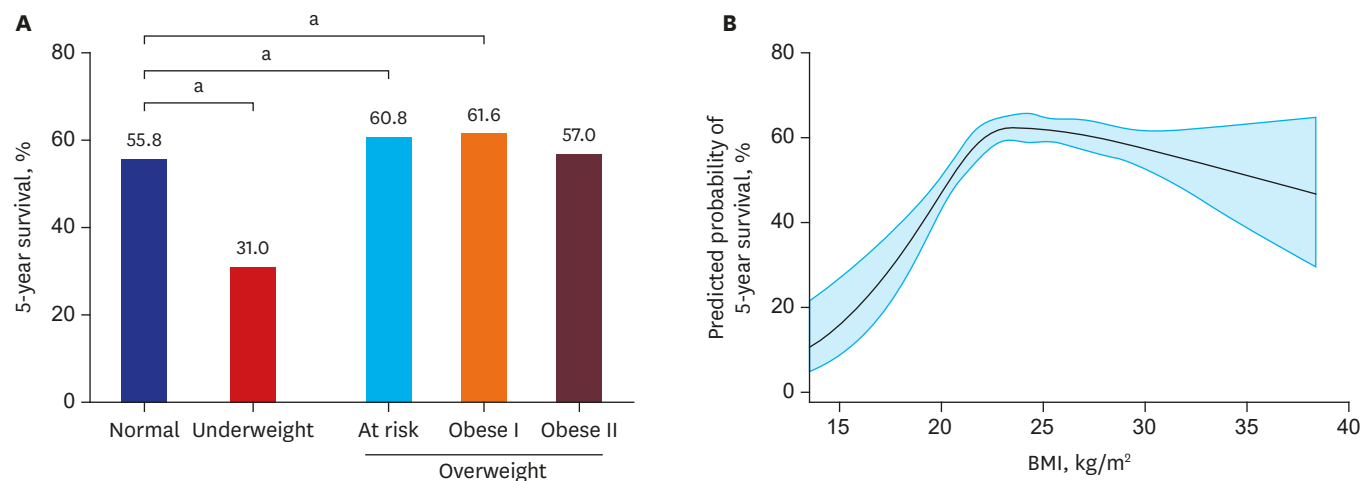 A
5-year survival, %
80
60
40
20
0
a
a
a
55.8
31.0
60.8
61.6
57.0
Normal Underweight At risk Obese I Obese II
Overweight
B
Predicted probability of
5-year survival, %
80
60
40
20
0
15 20 25 30 35 40
BMI, kg/m²